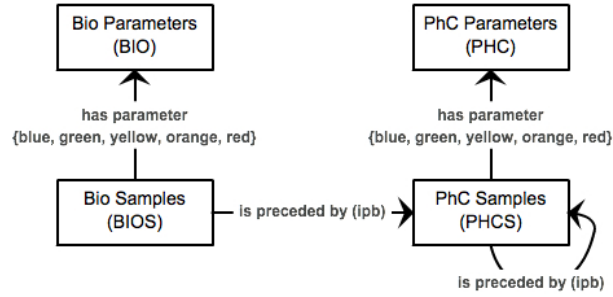 Bio Parameters
(BIO)
PhC Parameters
(PHC)
has parameter
{blue, green, yellow, orange, red}
has parameter
{blue, green, yellow, orange, red}
Bio Samples
(BIOS)
is preceded by (ipb)
PhC Samples
(PHCS)
is preceded by (ipb)